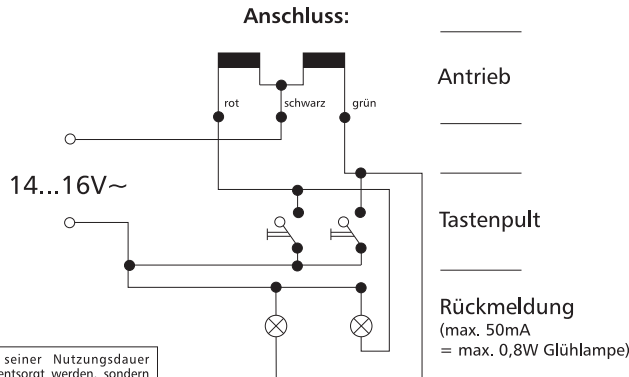 Anschluss:
Antrieb
rot schwarz grün
14...16V~
Tastenpult
Rückmeldung
(max. 50mA
= max. 0,8W Glühlampe)
seiner Nutzungsdauer
entsorgt werden, sondern